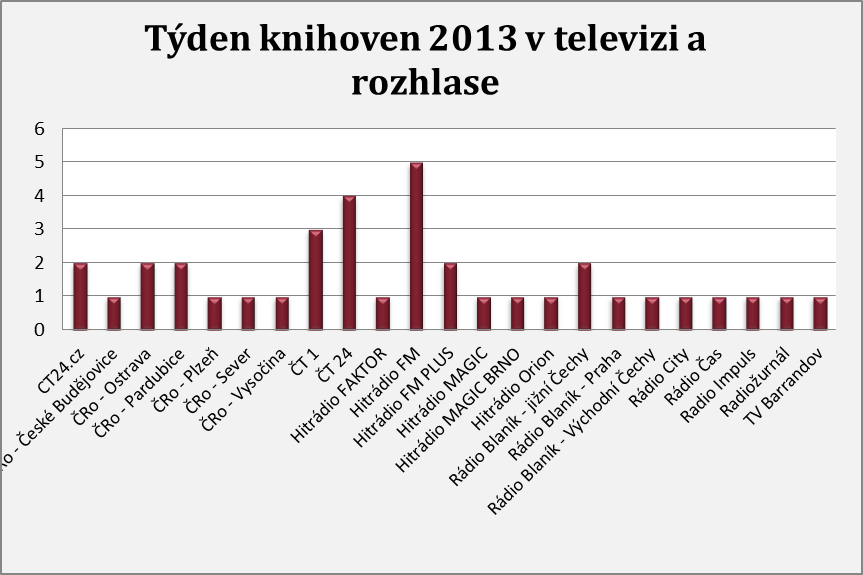 Týden knihoven 2013 v televizi a
rozhlase
6
5
4
3
2
1
0
CT24.cz
České Budějovice
ČRo - Ostrava
ČRo - Pardubice
ČRo - Plzeň
ČRo - Sever
ČRo - Vysočina
ČT 1
ČT 24
Hitrádio FAKTOR
Hitrádio FM
Hitrádio FM PLUS
Hitrádio MAGIC
Hitrádio MAGIC BRNO
Hitrádio Orion
Rádio Blaník - jižní Čechy
Rádio Blaník - Praha
Rádio Blaník - Východní Čechy
Rádio City
Rádio Čas
Radio Impuls
Radiožurnál
TV Barrandov